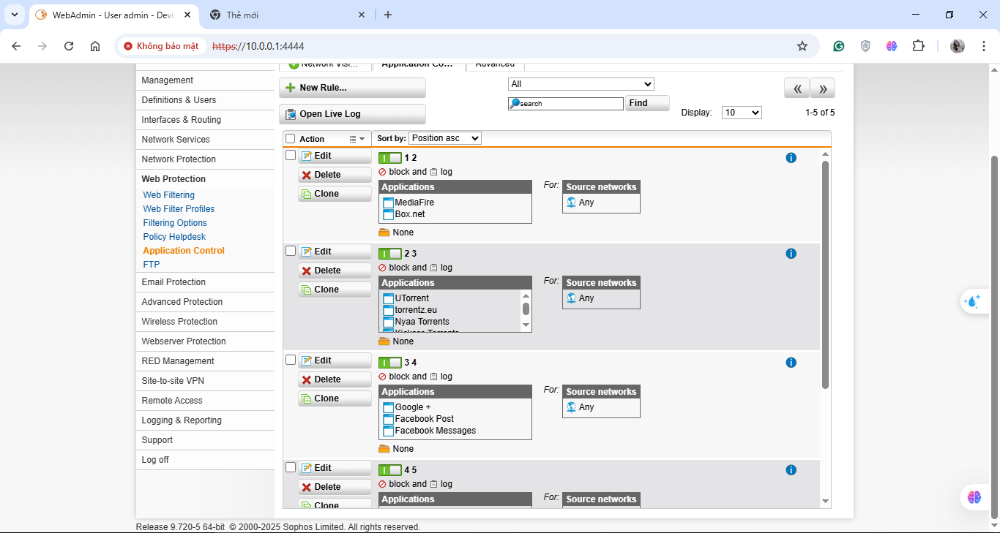 WebAdmin - User admin - Devi
Thẻ mới
Không bảo mật
https://10.0.0.1:4444
Management
Definitions & Users
Interfaces & Routing
Network Services
Network Protection
Web Protection
Web Filtering
Web Filter Profiles
Filtering Options
Policy Helpdesk
Application Control
FTP
Email Protection
Advanced Protection
Wireless Protection
Webserver Protection
RED Management
Site-to-site VPN
Remote Access
Logging & Reporting
Support
Log off
Network Visi...
Application Co...
Advanced
New Rule...
Open Live Log
All
search
Find
Display: 10
1-5 of 5
Action
Sort by: Position asc
Edit
Delete
Clone
1 2
block and log
Applications
MediaFire
Box.net
None
For: Source networks
Any
Edit
Delete
Clone
2 3
block and log
Applications
UTorrent
torrentz.eu
Nyaa Torrents
Kickass Torrents
None
For: Source networks
Any
Edit
Delete
Clone
3 4
block and log
Applications
Google +
Facebook Post
Facebook Messages
None
For: Source networks
Any
Edit
Delete
Clone
4 5
block and log
Applications
For: Source networks
Release 9.720-5 64-bit © 2000-2025 Sophos Limited. All rights reserved.